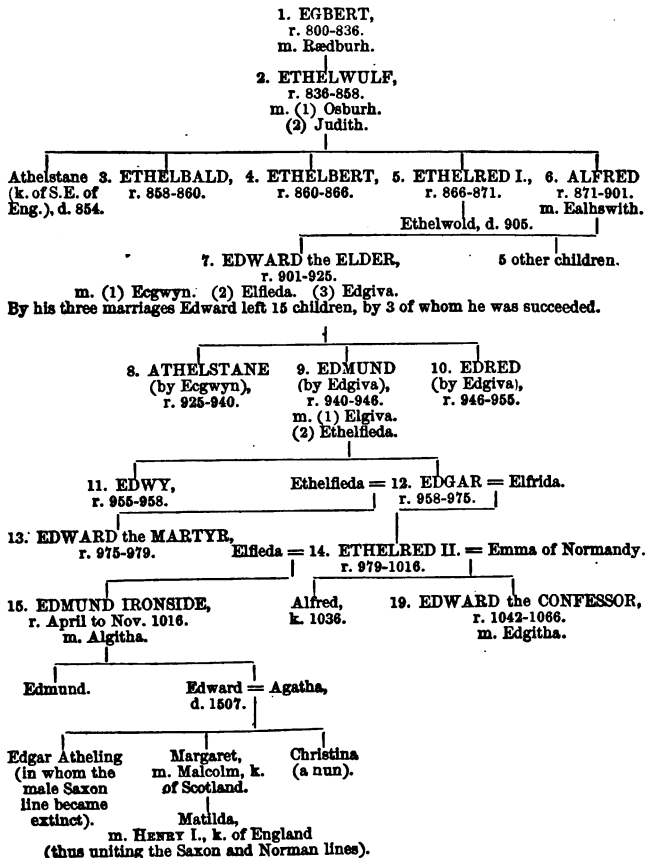 1. EGBERT,
r. 800-836.
m. Rædburh.
2. ETHELWULF,
r. 836-858.
m. (1) Osburh.
(2) Judith.
Athelstane 3. ETHELBALD, 4. ETHELBERT, 5. ETHELRED I., 6. ALFRED
(k. of S.E. of r. 858-860. r. 860-866. r. 866-871. r. 871-901.
Eng.), d. 854. m. Ealhswith.
Ethelwold, d. 905.
7. EDWARD the ELDER, 5 other children.
r. 901-925.
m. (1) Ecgwyn. (2) Elfleda. (3) Edgiva.
By his three marriages Edward left 15 children, by 3 of whom he was succeeded.
8. ATHELSTANE 9. EDMUND 10. EDRED
(by Ecgwyn), (by Edgiva), (by Edgiva),
r. 925-940. r. 940-946. r. 946-955.
m. (1) Elgiva.
(2) Ethelfleda.
11. EDWY, Ethelfleda = 12. EDGAR = Elfrida.
r. 955-958. r. 958-975.
13. EDWARD the MARTYR, Elfleda = 14. ETHELRED II. = Emma of Normandy.
r. 975-979. r. 979-1016.
15. EDMUND IRONSIDE, Alfred, 19. EDWARD the CONFESSOR,
r. April to Nov. 1016. k. 1036. r. 1042-1066.
m. Algitha. m. Edgitha.
Edmund. Edward = Agatha,
d. 1507.
Edgar Atheling Margaret, Christina
(in whom the m. Malcolm, k. (a nun).
male Saxon of Scotland.
line became
extinct). Matilda,
m. HENRY I., k. of England
(thus uniting the Saxon and Norman lines).